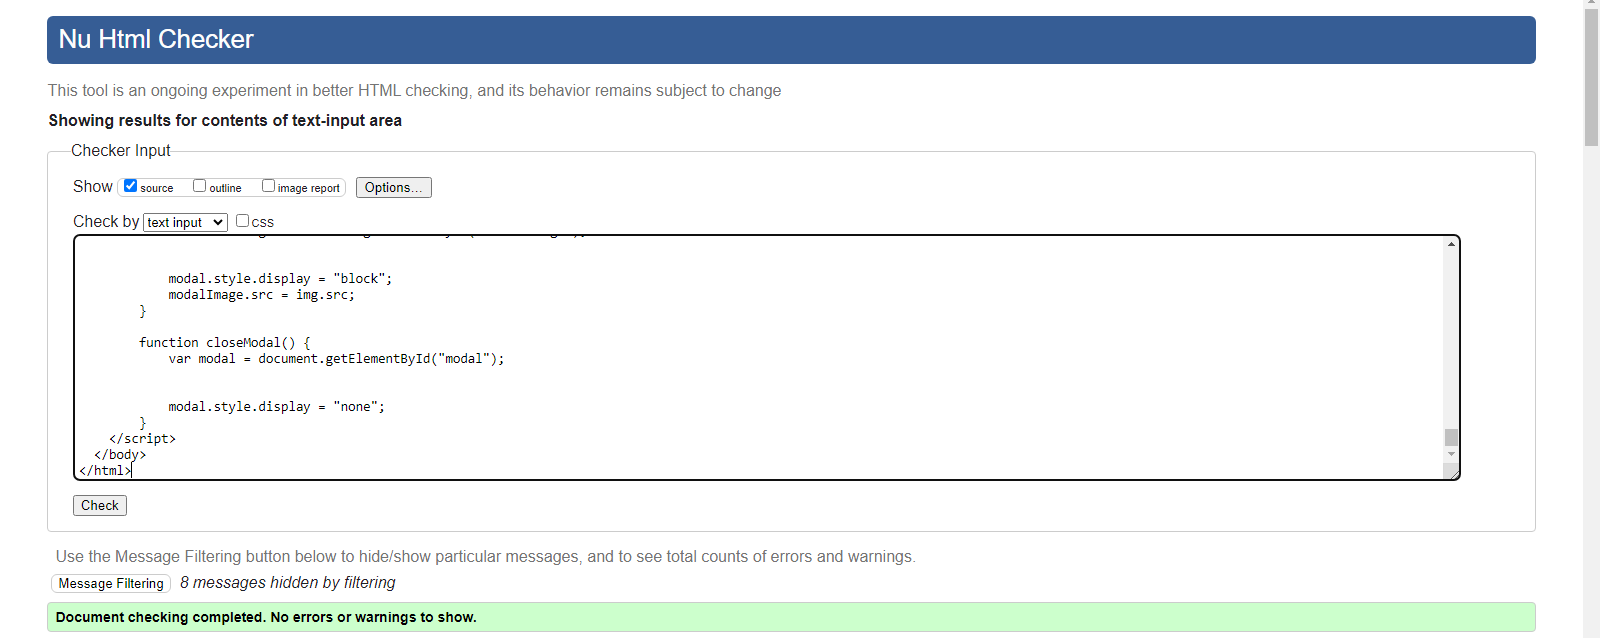 Nu Html Checker
This tool is an ongoing experiment in better HTML checking, and its behavior remains subject to change
Showing results for contents of text-input area
Checker Input
Show source outline image report Options...
Check by text input css
modal.style.display = "block";
modalImage.src = img.src;
}
function closeModal() {
var modal = document.getElementById("modal");
modal.style.display = "none";
}
</script>
</body>
</html>
Check
Use the Message Filtering button below to hide/show particular messages, and to see total counts of errors and warnings.
Message Filtering 8 messages hidden by filtering
Document checking completed. No errors or warnings to show.